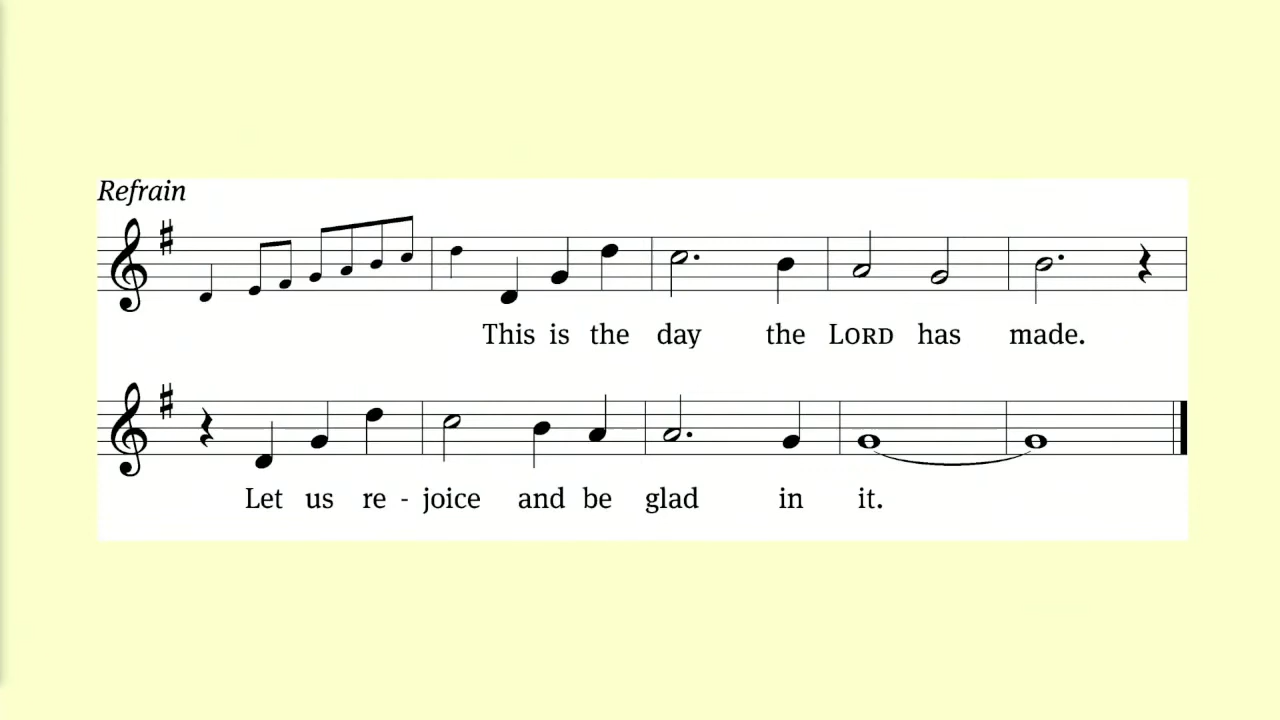 Refrain
This is the day the LORD has made.
Let us re - joice and be glad in it.